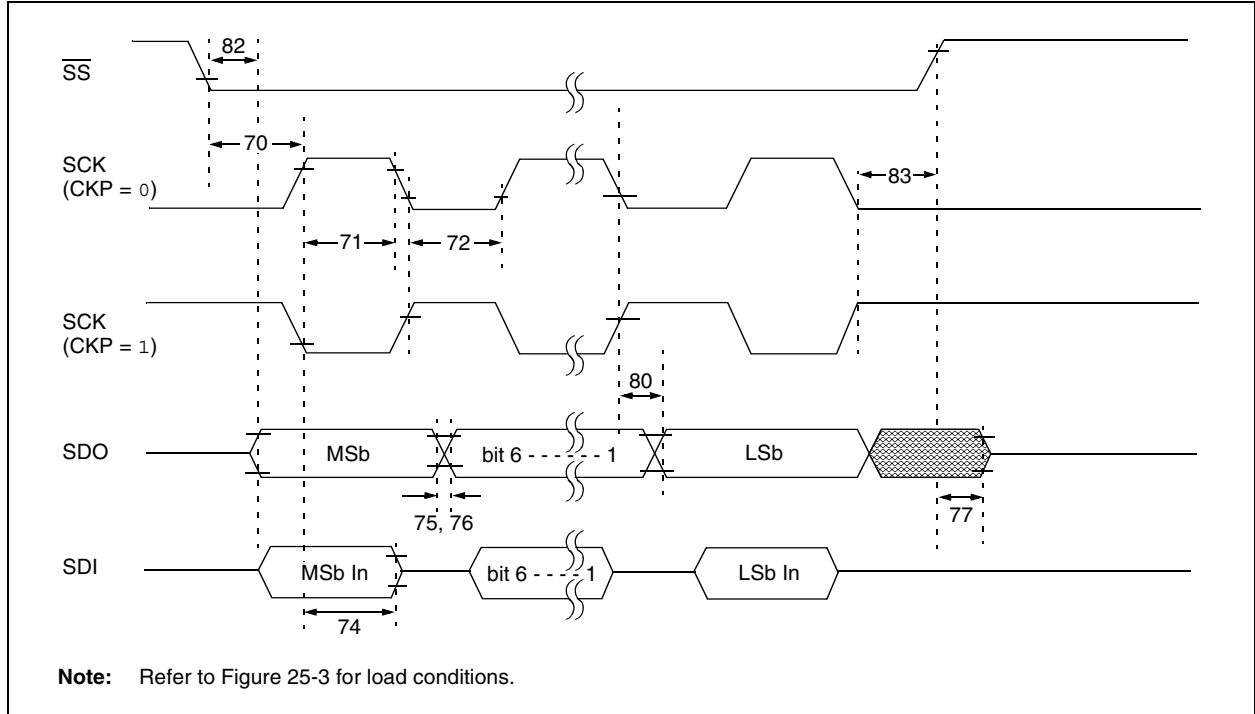 82
SS
70
SCK
(CKP = 0)
83
71
72
SCK
(CKP = 1)
80
SDO
MSb
bit 6 - - - - - - 1
LSb
75, 76
77
SDI
MSb In
bit 6 - - - - 1
LSb In
74
Note: Refer to Figure 25-3 for load conditions.